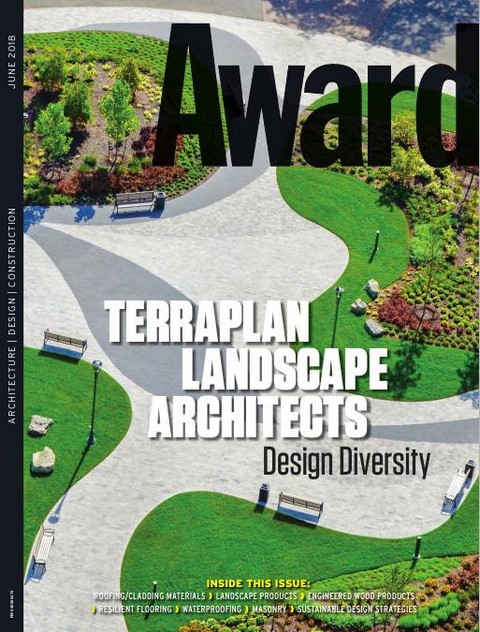 JUNE 2018
Award
ARCHITECTURE | DESIGN | CONSTRUCTION
TERRAPLAN
LANDSCAPE
ARCHITECTS
Design Diversity
INSIDE THIS ISSUE:
ROOFING/CLADDING MATERIALS ❯ LANDSCAPE PRODUCTS ❯ ENGINEERED WOOD PRODUCTS
❯ RESILIENT FLOORING ❯ WATERPROOFING ❯ MASONRY ❯ SUSTAINABLE DESIGN STRATEGIES